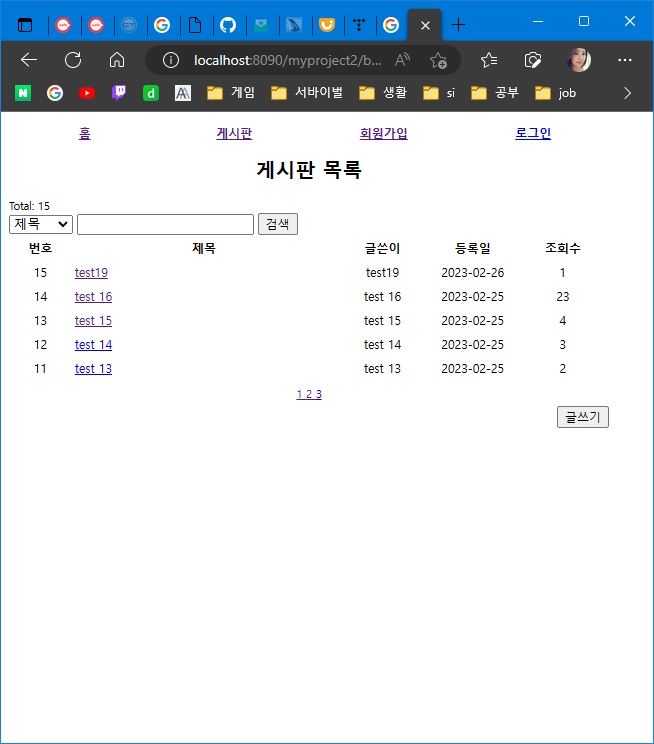 localhost:8090/myproject2/b...
게임 서바이벌 생활 si 공부 job
홈 게시판 회원가입 로그인
게시판 목록
Total: 15
제목 검색
번호 제목 글쓴이 등록일 조회수
15 test19 test19 2023-02-26 1
14 test 16 test 16 2023-02-25 23
13 test 15 test 15 2023-02-25 4
12 test 14 test 14 2023-02-25 3
11 test 13 test 13 2023-02-25 2
1 2 3
글쓰기